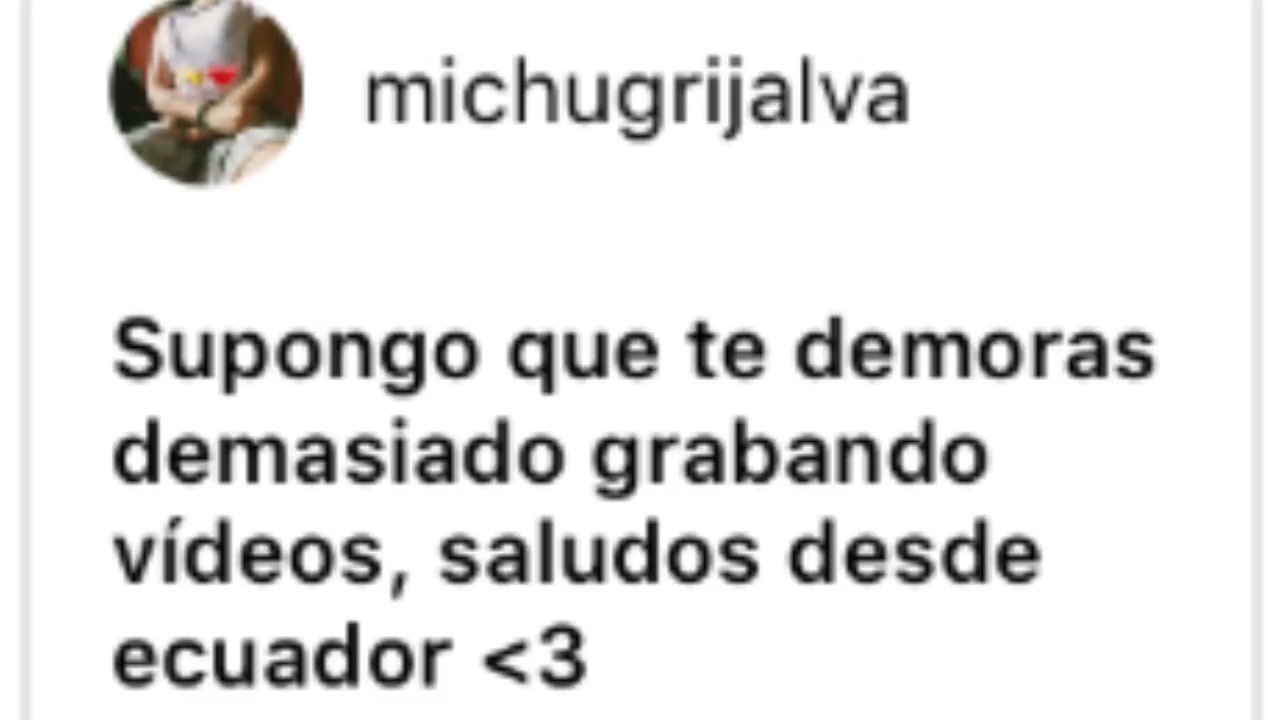 michugrijalva
Supongo que te demoras
demasiado grabando
vídeos, saludos desde
ecuador <3